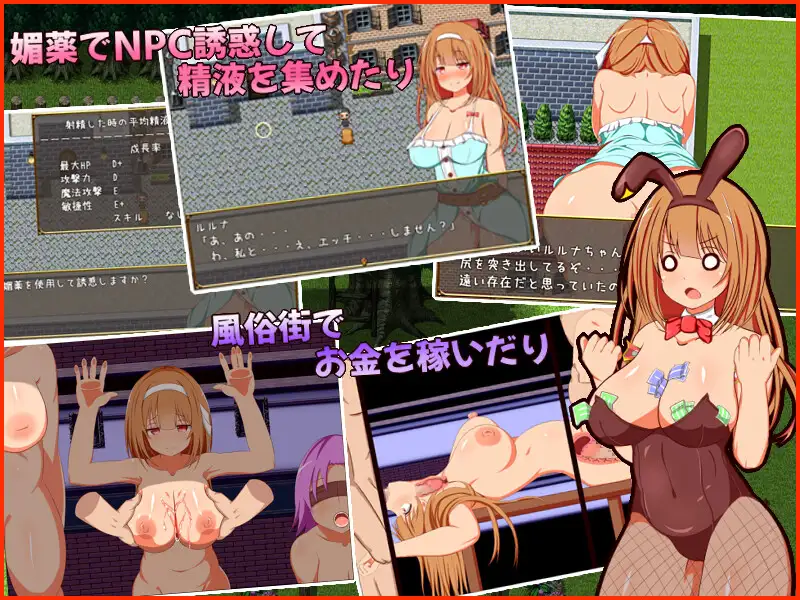 媚薬でNPC誘惑して
精液を集めたり
射精した時の平均精液
成長率
最大HP D+
攻撃力 D
魔法攻撃 E
敏捷性 E+
スキル な
媚薬を使用して誘惑しますか？
ルルナ
「あ、あの・・・
わ、私と・・・え、エッチ・・・しません？」
いルルナちゃん
尻を突き出してるぞ・・・
遠い存在だと思っていたの
風俗街で
お金を稼いだり